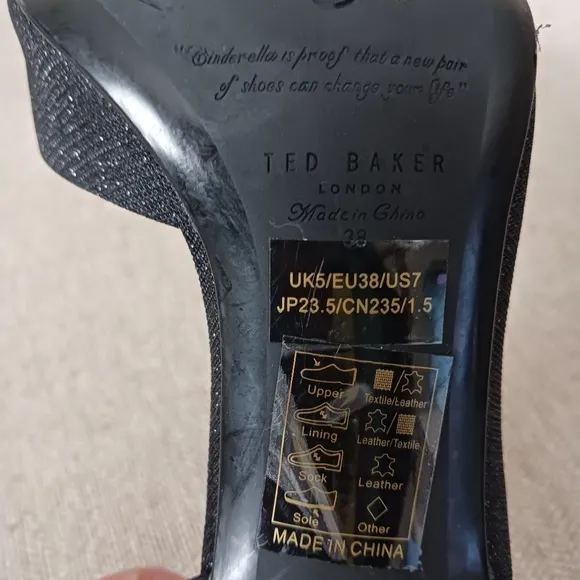 "Cinderella is proof that a new pair
of shoes can change your life"
TED BAKER
LONDON
Made in China
38
UK5/EU38/US7
JP23.5/CN235/1.5
Upper Textile/Leather
Lining Leather/Textile
Sock Leather
Sole Other
MADE IN CHINA